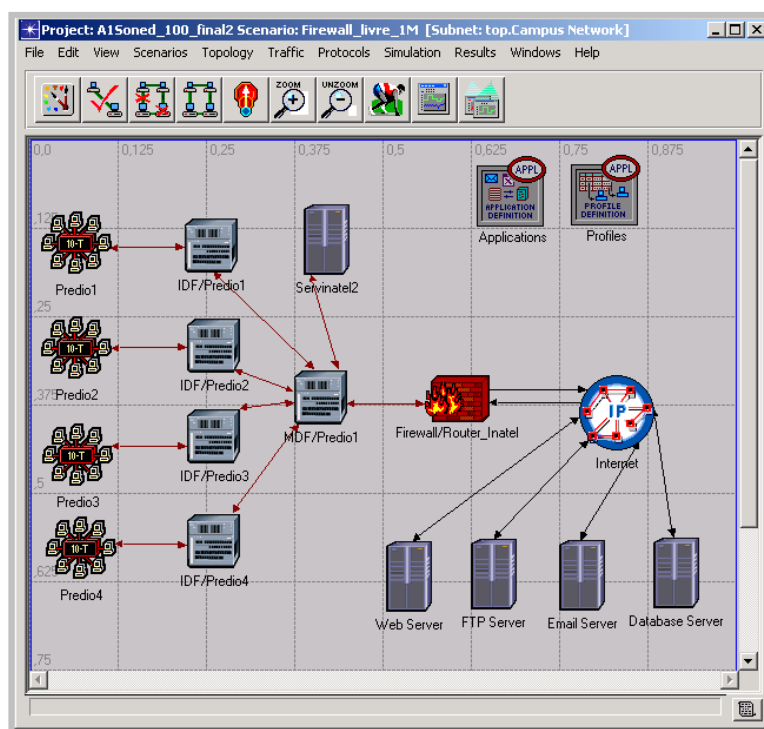 Project: A1Soned_100_final2 Scenario: Firewall_livre_1M [Subnet: top.Campus Network]
File Edit View Scenarios Topology Traffic Protocols Simulation Results Windows Help
ZOOM UNZOOM
0,0 0,125 0,25 0,375 0,5 0,625 0,75 0,875
APPL APPL
APPLICATION DEFINITION
PROFILE DEFINITION
Applications Profiles
,125
10-T
Predio1 IDF/Predio1 Servinatel2
,25
10-T
Predio2 IDF/Predio2
,375
MDF/Predio1 Firewall/Router_Inatel
IP
Internet
10-T
Predio3 IDF/Predio3
,5
10-T
Predio4 IDF/Predio4
,625
Web Server FTP Server Email Server Database Server
,75